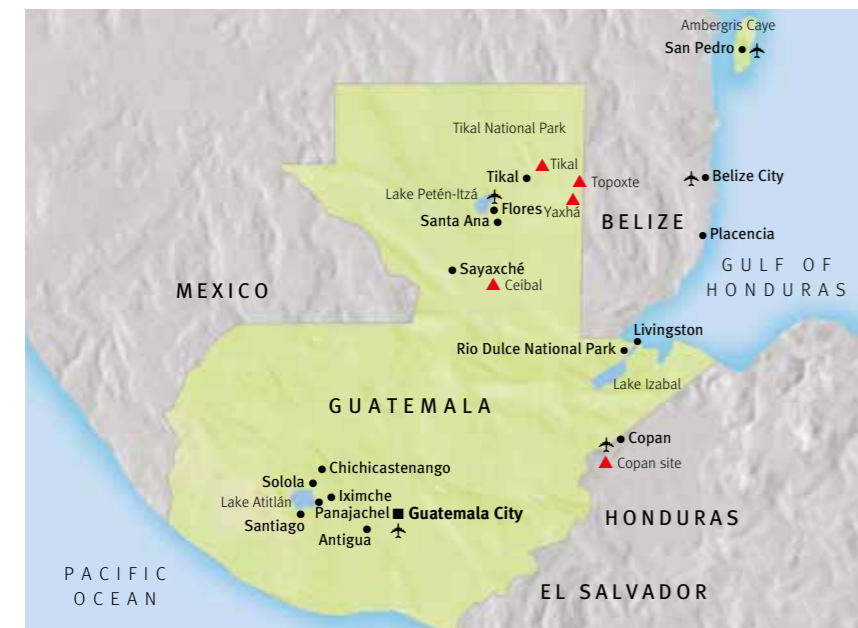 Ambergris Caye
San Pedro
Tikal National Park
Tikal
Tikal
Topoxte
Belize City
Lake Petén-Itzá
Flores
Yaxhá
Santa Ana
BELIZE
Placencia
Sayaxché
Ceibal
GULF OF
HONDURAS
MEXICO
Livingston
Rio Dulce National Park
Lake Izabal
GUATEMALA
Copan
Copan site
Chichicastenango
Solola
Iximche
Lake Atitlán
Panajachel
Guatemala City
Santiago
Antigua
HONDURAS
PACIFIC
OCEAN
EL SALVADOR